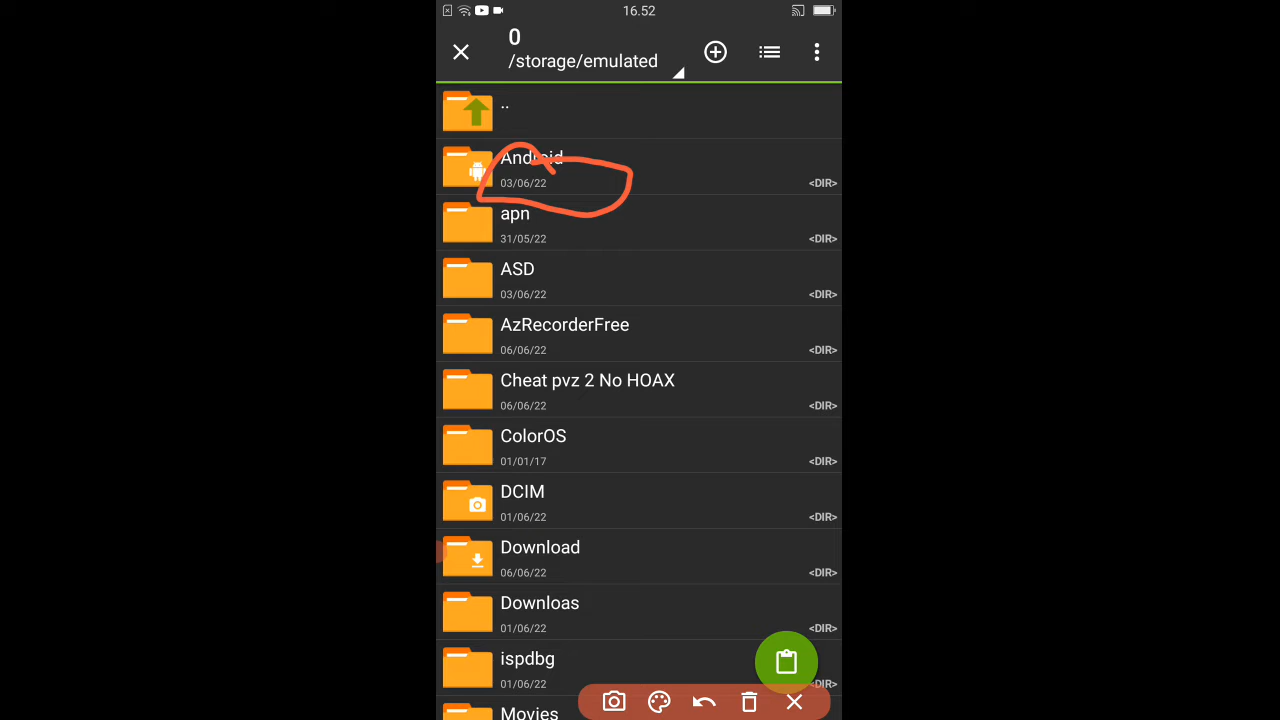 16.52
0
/storage/emulated
..
Android
03/06/22
<DIR>
apn
31/05/22
<DIR>
ASD
03/06/22
<DIR>
AzRecorderFree
06/06/22
<DIR>
Cheat pvz 2 No HOAX
06/06/22
<DIR>
ColorOS
01/01/17
<DIR>
DCIM
01/06/22
<DIR>
Download
06/06/22
<DIR>
Downloas
01/06/22
<DIR>
ispdbg
01/06/22
<DIR>
Movies